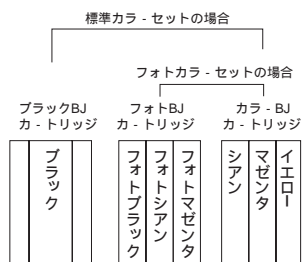 標準カラ - セットの場合
フォトカラ - セットの場合
ブラックBJ
カ - トリッジ
フォトBJ
カ - トリッジ
カラ - BJ
カ - トリッジ
ブラック
フォトブラック
フォトシアン
フォトマゼンタ
シアン
マゼンタ
イエロー